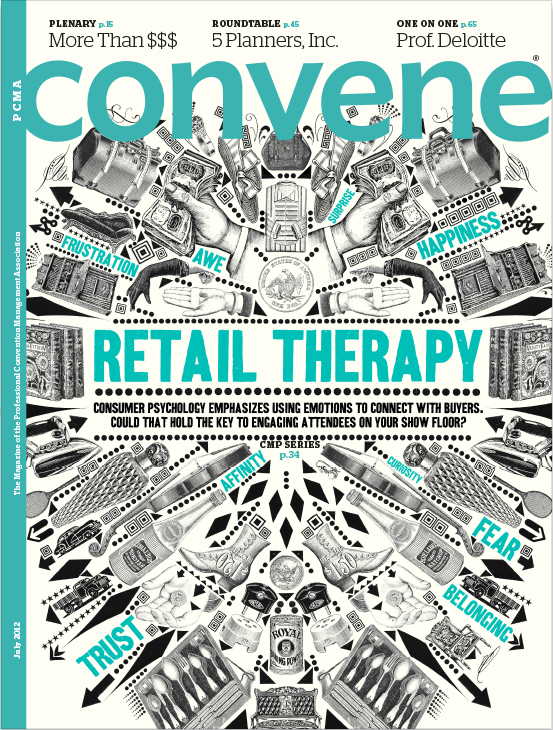 PLENARY p.15
More Than $$$
ROUNDTABLE p.45
5 Planners, Inc.
ONE ON ONE p.65
Prof. Deloitte
convene®
PCMA
The Magazine of the Professional Convention Management Association
July 2012
SURPRISE
HAPPINESS
FRUSTRATION
AWE
RETAIL THERAPY
CONSUMER PSYCHOLOGY EMPHASIZES USING EMOTIONS TO CONNECT WITH BUYERS.
COULD THAT HOLD THE KEY TO ENGAGING ATTENDEES ON YOUR SHOW FLOOR?
CMP SERIES
p.34
AFFINITY
CURIOSITY
FEAR
BELONGING
TRUST
ROYAL